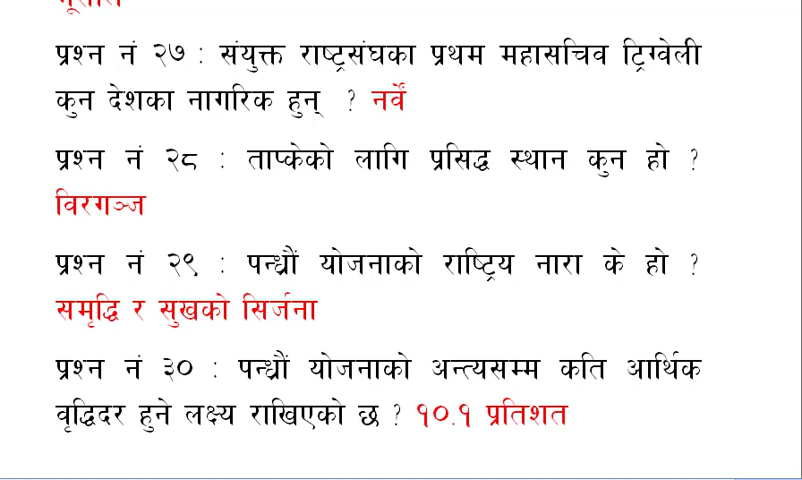 प्रश्न नं २७ : संयुक्त राष्ट्रसंघका प्रथम महासचिव ट्रिग्वेली
कुन देशका नागरिक हुन् ? नर्वे
प्रश्न नं २८ : ताप्केको लागि प्रसिद्ध स्थान कुन हो ?
विरगञ्ज
प्रश्न नं २९ : पन्ध्रौं योजनाको राष्ट्रिय नारा के हो ?
समृद्धि र सुखको सिर्जना
प्रश्न नं ३० : पन्ध्रौं योजनाको अन्त्यसम्म कति आर्थिक
वृद्धिदर हुने लक्ष्य राखिएको छ ? १०.१ प्रतिशत